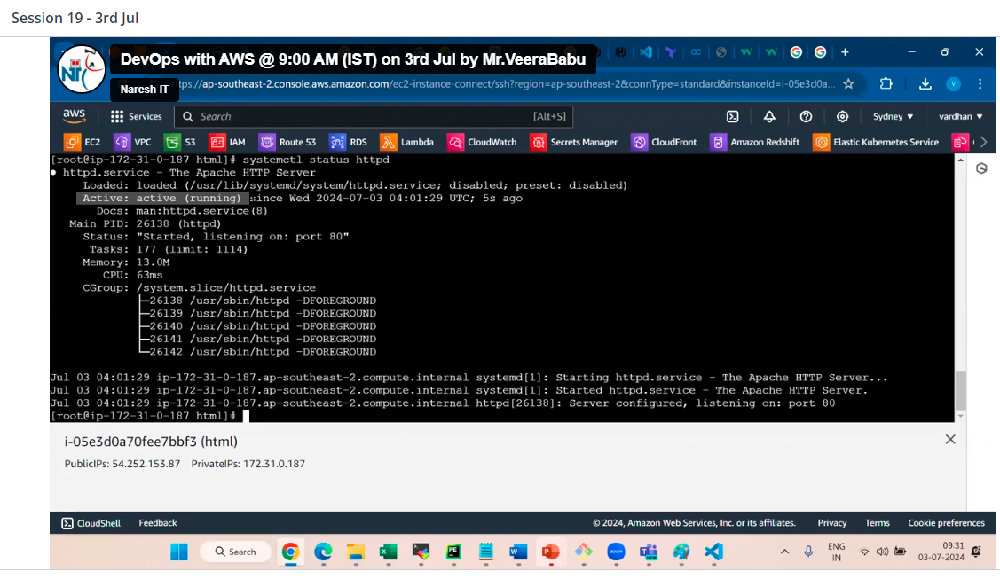 Session 19 - 3rd Jul
DevOps with AWS @ 9:00 AM (IST) on 3rd Jul by Mr.VeeraBabu
Naresh IT
tps://ap-southeast-2.console.aws.amazon.com/ec2-instance-connect/ssh?region=ap-southeast-2&connType=standard&instanceId=i-05e3d0a...
aws Services Search [Alt+S] Sydney ▼ vardhan ▼
EC2 VPC S3 IAM Route 53 RDS Lambda CloudWatch Secrets Manager CloudFront Amazon Redshift Elastic Kubernetes Service
[root@ip-172-31-0-187 html]# systemctl status httpd
● httpd.service - The Apache HTTP Server
Loaded: loaded (/usr/lib/systemd/system/httpd.service; disabled; preset: disabled)
Active: active (running) since Wed 2024-07-03 04:01:29 UTC; 5s ago
Docs: man:httpd.service(8)
Main PID: 26138 (httpd)
Status: "Started, listening on: port 80"
Tasks: 177 (limit: 1114)
Memory: 13.0M
CPU: 63ms
CGroup: /system.slice/httpd.service
├─26138 /usr/sbin/httpd -DFOREGROUND
├─26139 /usr/sbin/httpd -DFOREGROUND
├─26140 /usr/sbin/httpd -DFOREGROUND
├─26141 /usr/sbin/httpd -DFOREGROUND
└─26142 /usr/sbin/httpd -DFOREGROUND
Jul 03 04:01:29 ip-172-31-0-187.ap-southeast-2.compute.internal systemd[1]: Starting httpd.service - The Apache HTTP Server...
Jul 03 04:01:29 ip-172-31-0-187.ap-southeast-2.compute.internal systemd[1]: Started httpd.service - The Apache HTTP Server.
Jul 03 04:01:29 ip-172-31-0-187.ap-southeast-2.compute.internal httpd[26138]: Server configured, listening on: port 80
[root@ip-172-31-0-187 html]#
i-05e3d0a70fee7bbf3 (html)
PublicIPs: 54.252.153.87 PrivateIPs: 172.31.0.187
CloudShell Feedback © 2024, Amazon Web Services, Inc. or its affiliates. Privacy Terms Cookie preferences
Search ENG 09:31
IN 03-07-2024